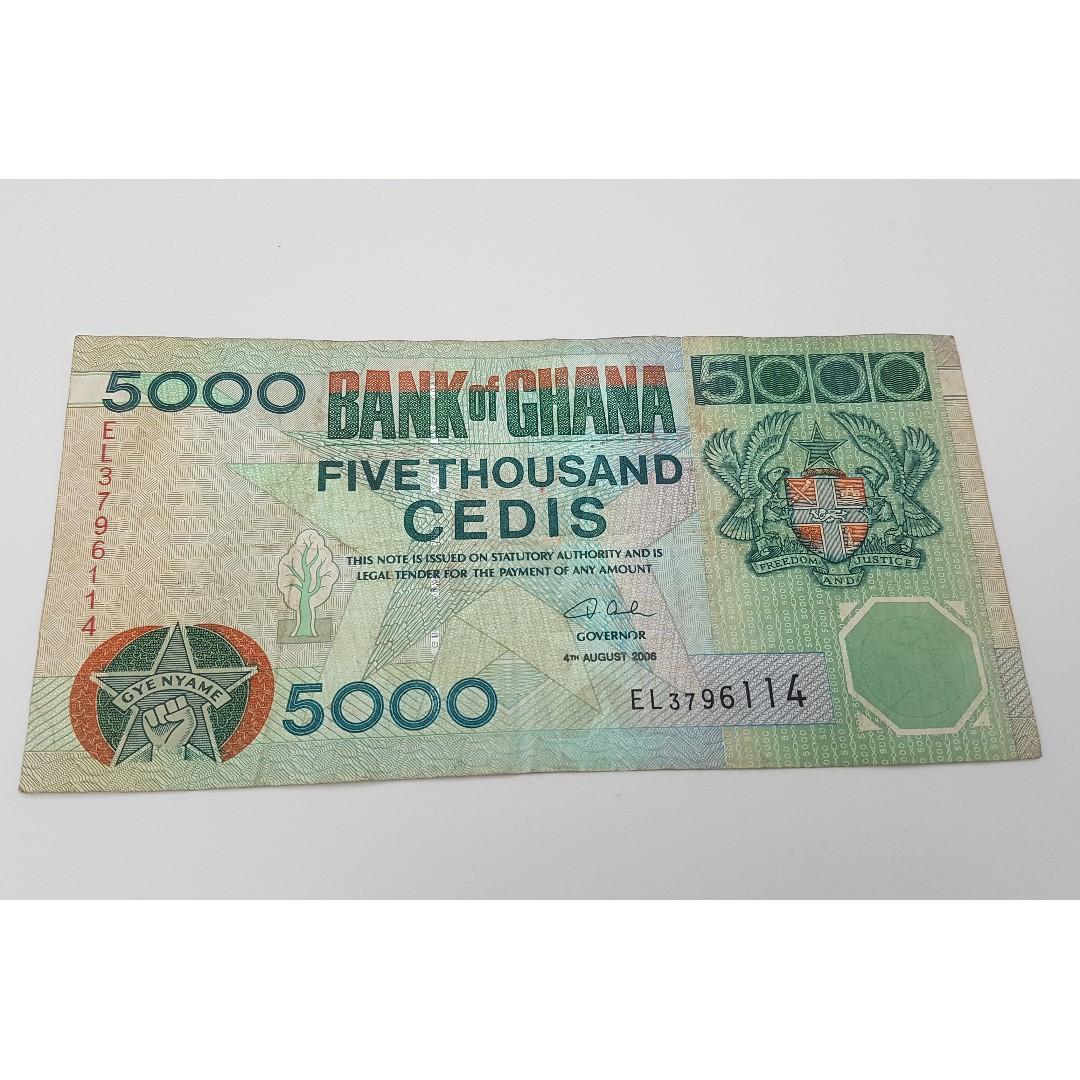 5000
BANK of GHANA
5000
FIVE THOUSAND
CEDIS
THIS NOTE IS ISSUED ON STATUTORY AUTHORITY AND IS
LEGAL TENDER FOR THE PAYMENT OF ANY AMOUNT
FREEDOM AND JUSTICE
GOVERNOR
4TH AUGUST 2006
EL3796114
EL3796114
GYE NYAME
5000